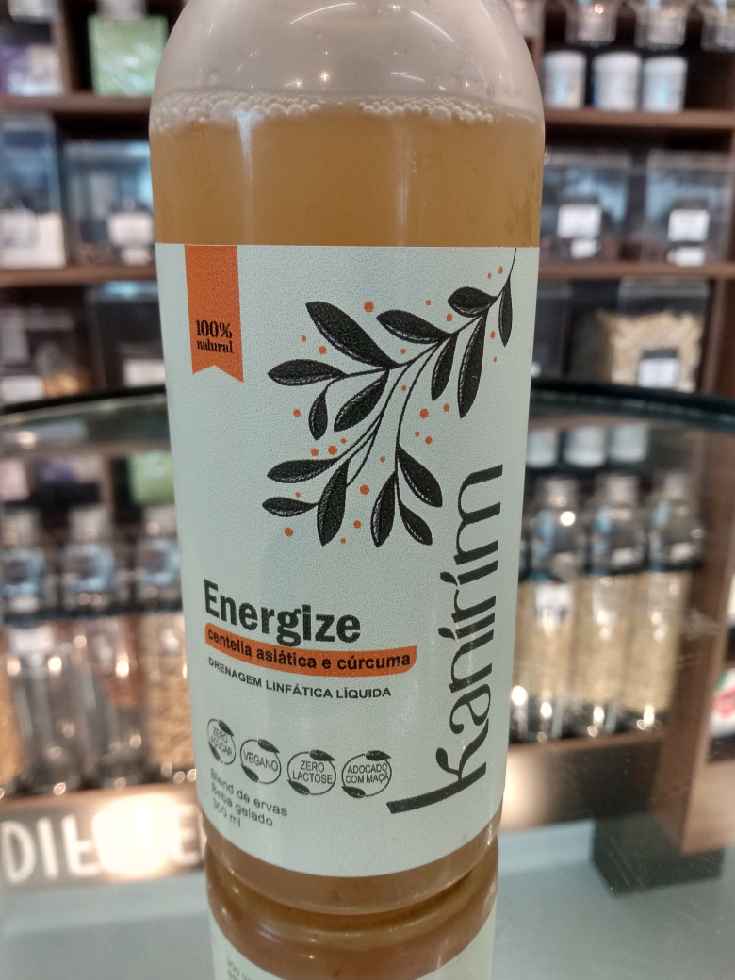 100%
natural
Energize
centella asiática e cúrcuma
DRENAGEM LINFÁTICA LÍQUIDA
kanirím
ZERO
AÇÚCAR
VEGANO
ZERO
LACTOSE
ADOÇADO
COM MAÇÃ
Blend de ervas
Beba gelado
300 ml